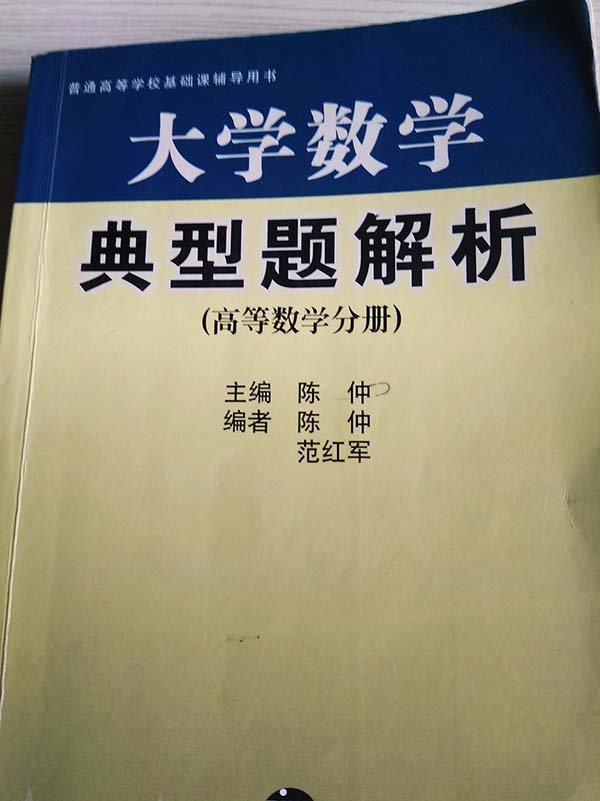 普通高等学校基础课辅导用书
大学数学
典型题解析
(高等数学分册)
主编 陈 仲
编者 陈 仲
范红军